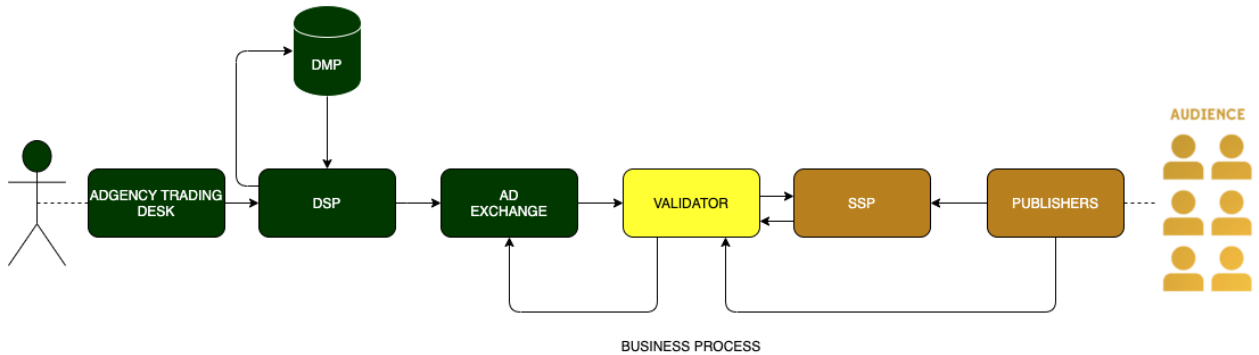 DMP
AUDIENCE
ADGENCY TRADING
DESK
DSP
AD
EXCHANGE
VALIDATOR
SSP
PUBLISHERS
BUSINESS PROCESS